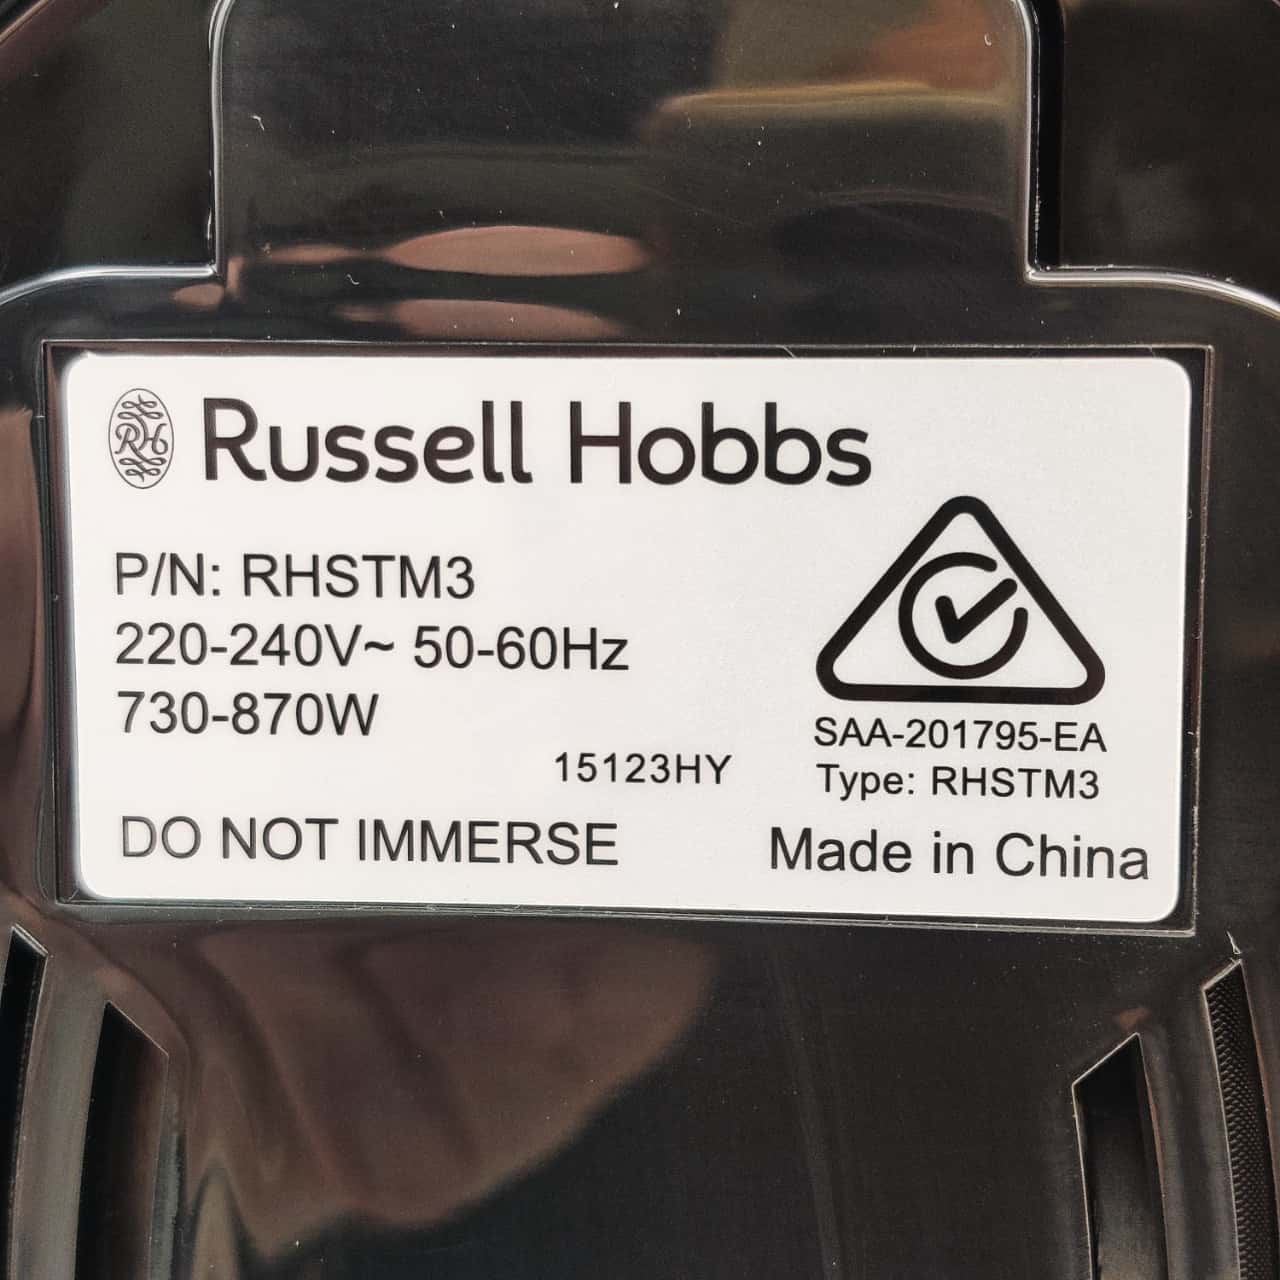 RH Russell Hobbs
P/N: RHSTM3
220-240V~ 50-60Hz
730-870W
15123HY
SAA-201795-EA
Type: RHSTM3
DO NOT IMMERSE
Made in China